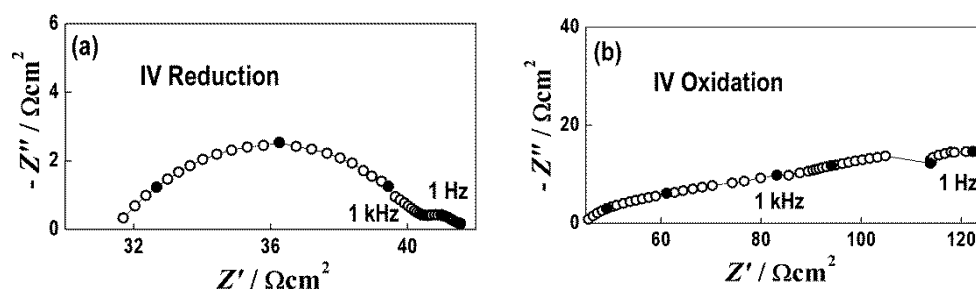 (a)
IV Reduction
6
4
2
0
- Z″ / Ωcm²
1 kHz
1 Hz
32
36
40
Z′ / Ωcm²
(b)
IV Oxidation
40
20
0
- Z″ / Ωcm²
1 kHz
1 Hz
60
80
100
120
Z′ / Ωcm²